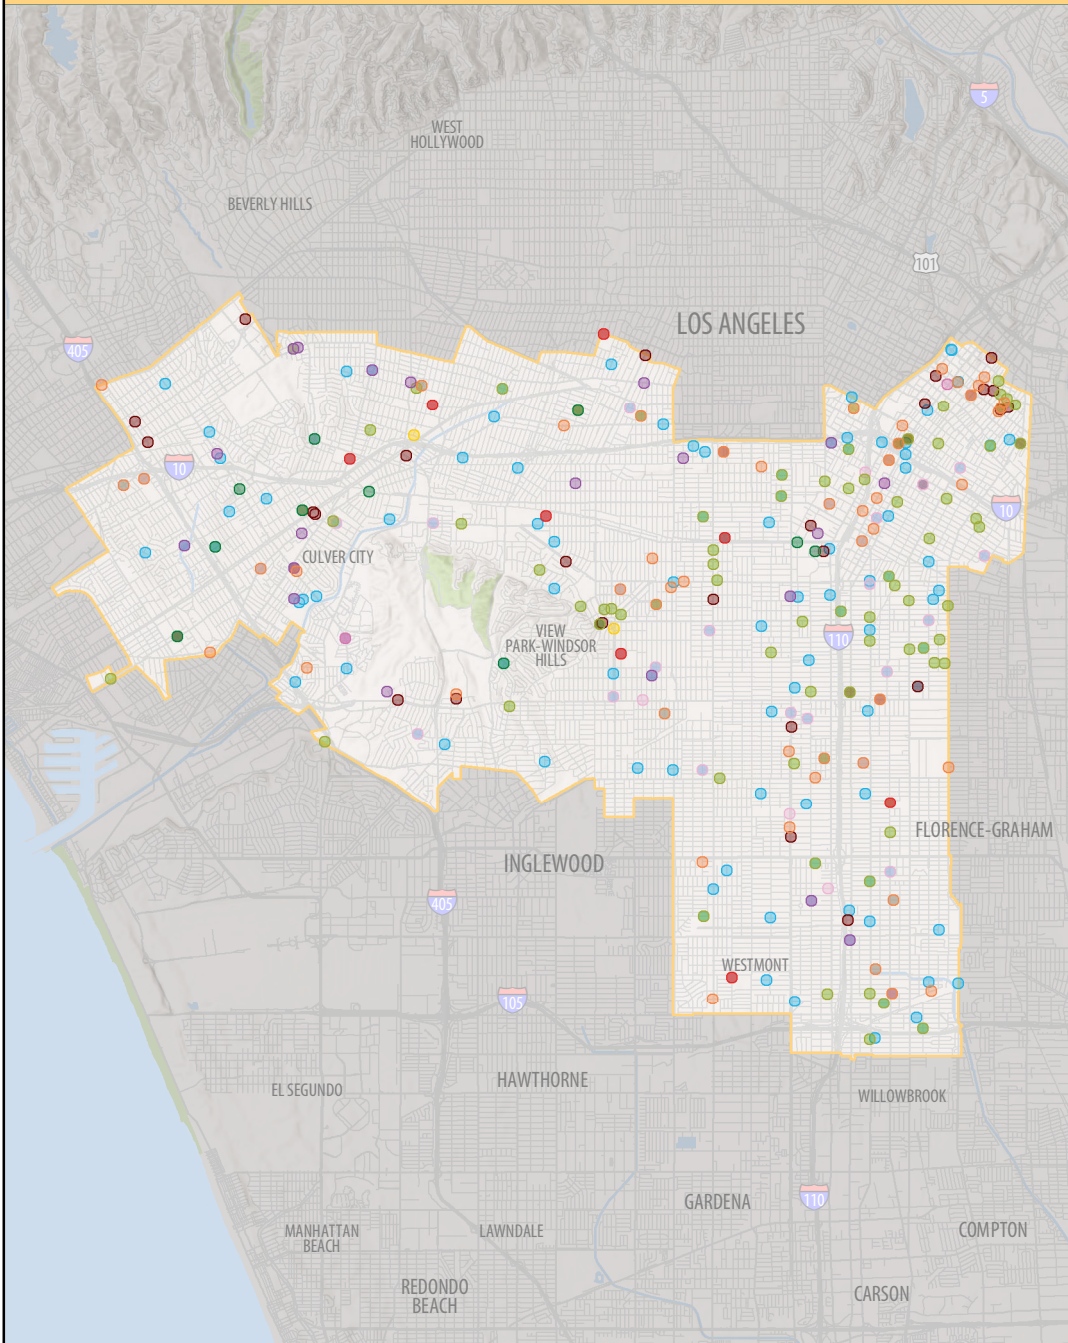 5
WEST
HOLLYWOOD
BEVERLY HILLS
101
LOS ANGELES
405
10
10
CULVER CITY
VIEW
PARK-WINDSOR
HILLS
110
FLORENCE-GRAHAM
INGLEWOOD
405
WESTMONT
105
HAWTHORNE
EL SEGUNDO
WILLOWBROOK
GARDENA
110
MANHATTAN
BEACH
LAWNDALE
COMPTON
REDONDO
BEACH
CARSON